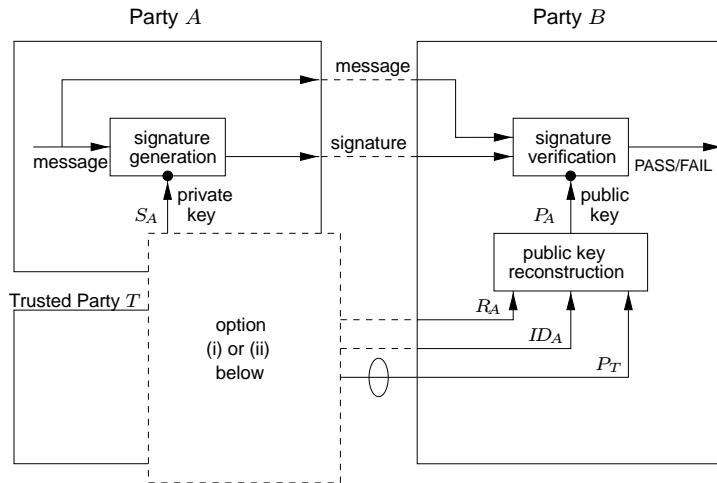 Party A
Party B
message
signature
generation
message
signature
signature
verification
PASS/FAIL
private
key
S_A
public
key
P_A
public key
reconstruction
Trusted Party T
option
(i) or (ii)
below
R_A
ID_A
P_T